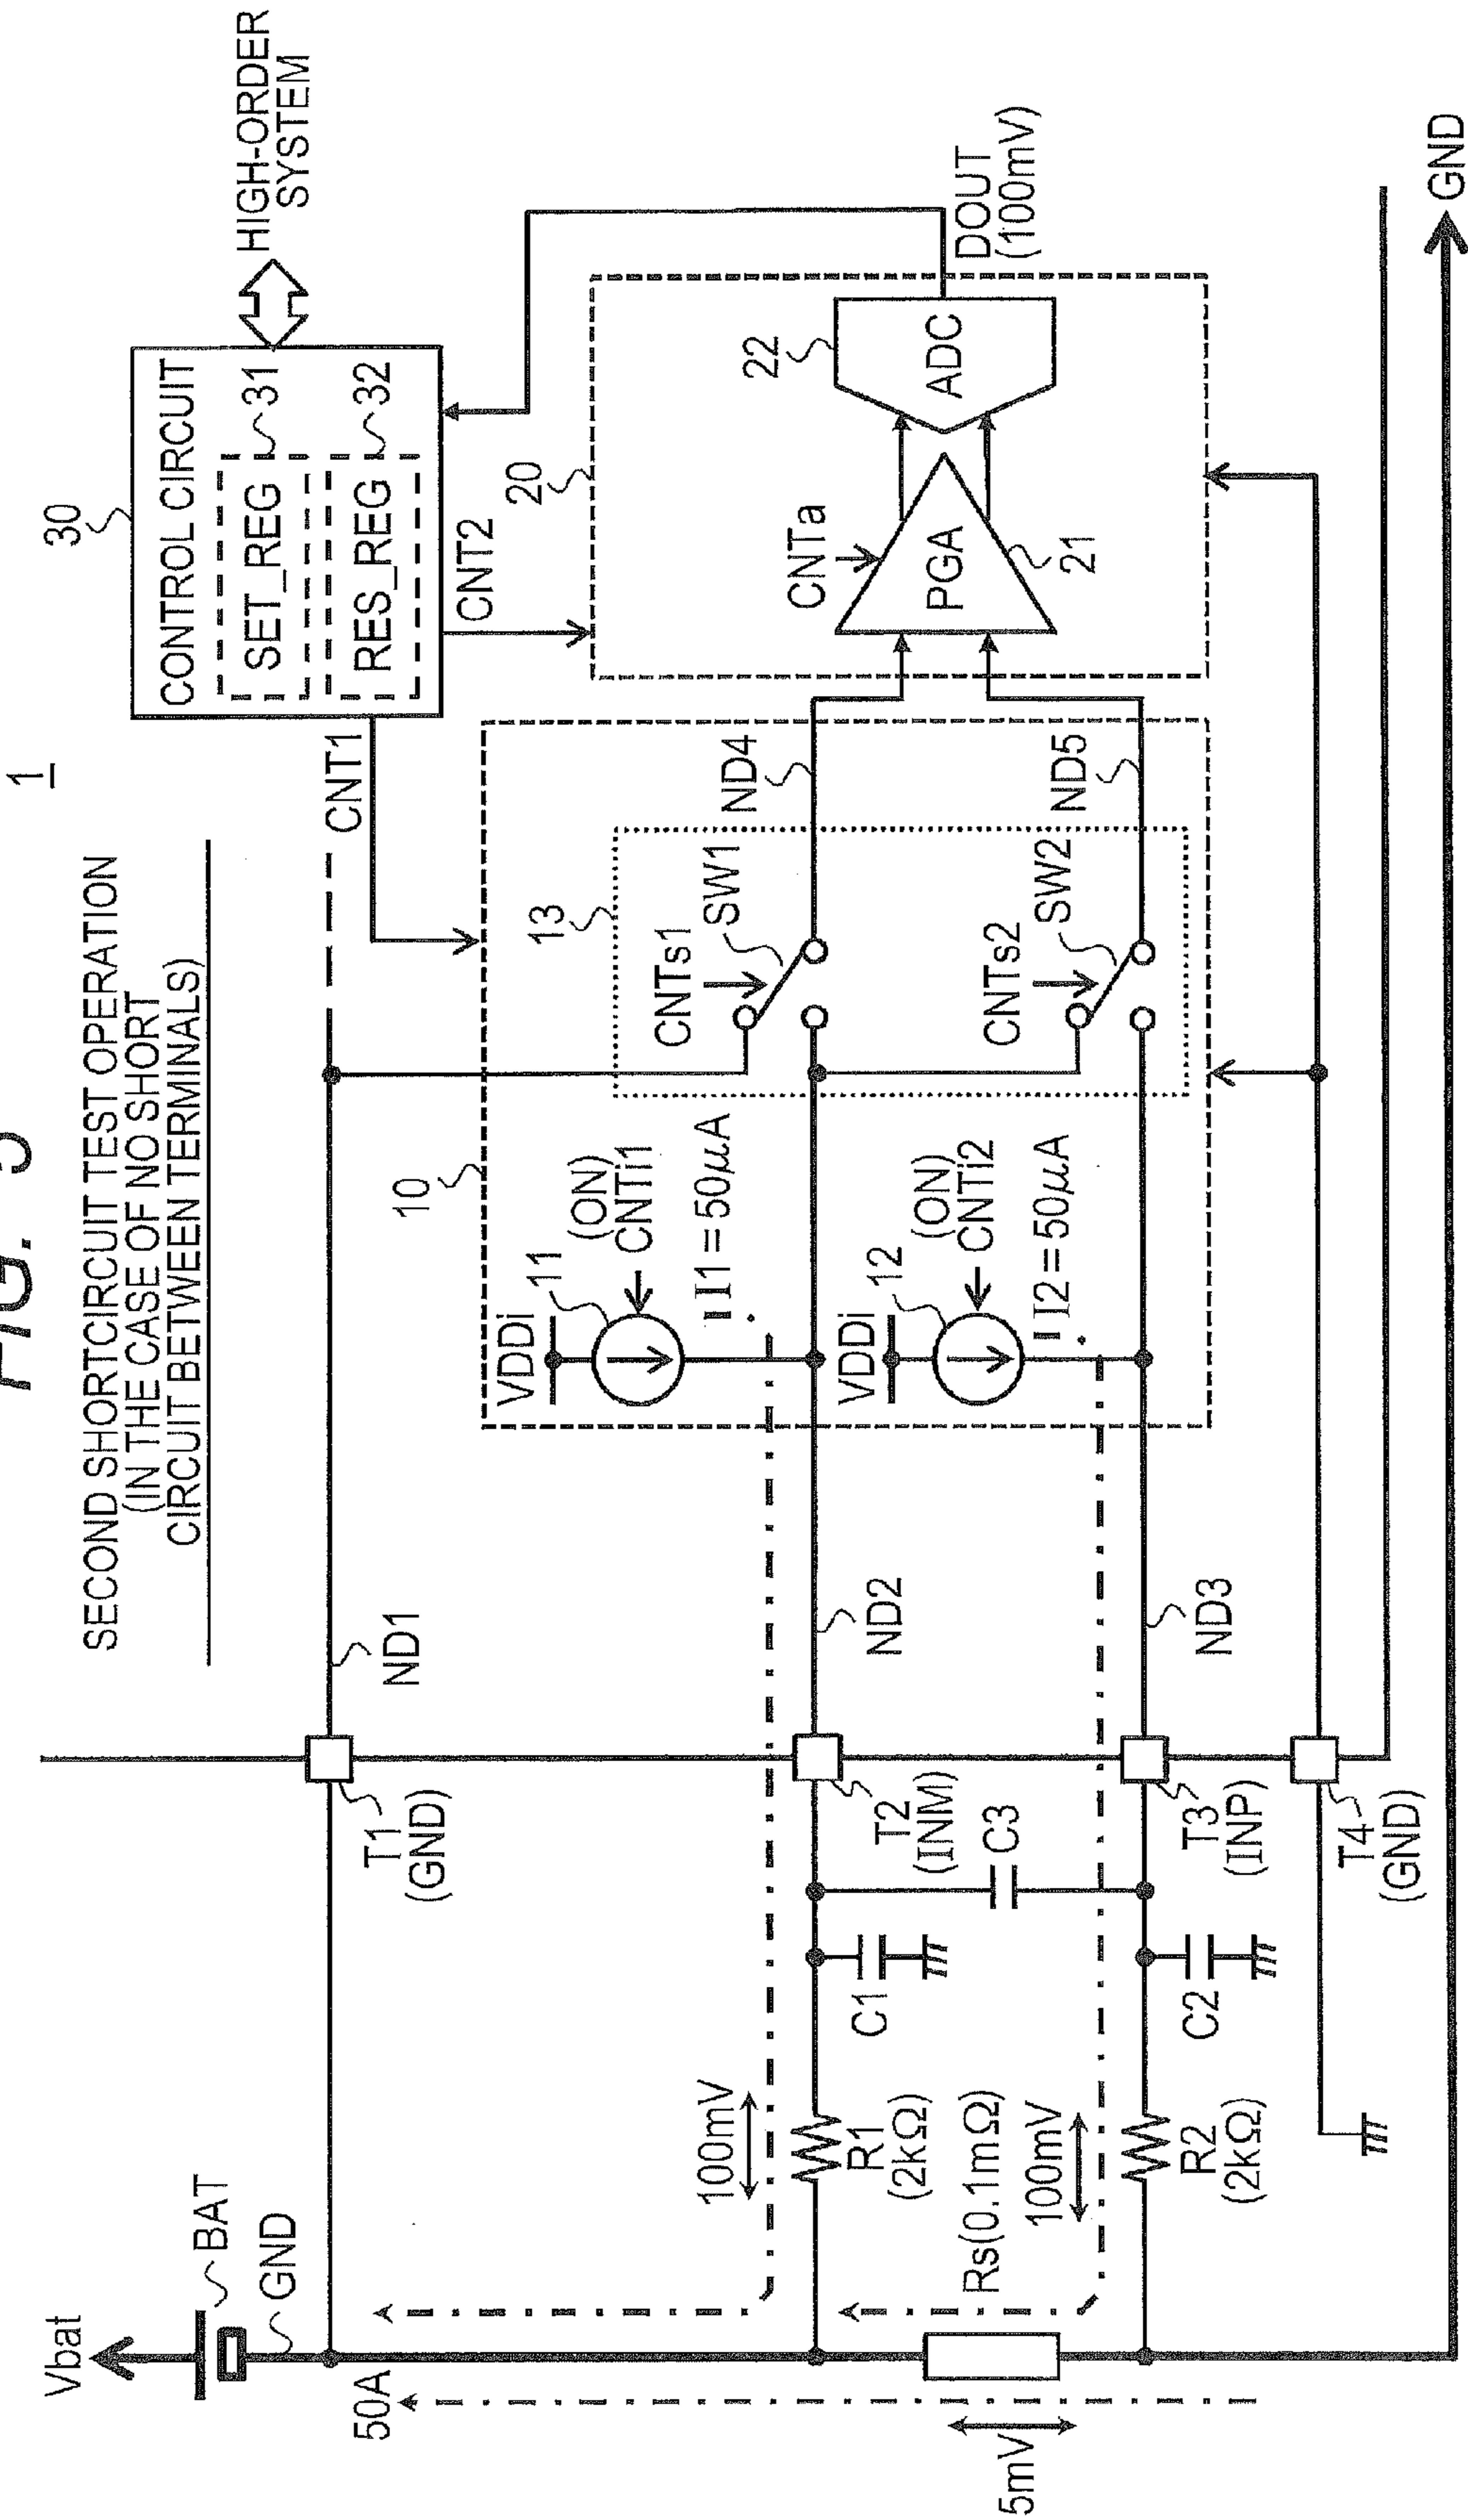 FIG. 5
1
SECOND SHORTCIRCUIT TEST OPERATION
(IN THE CASE OF NO SHORT
CIRCUIT BETWEEN TERMINALS)
30
CONTROL CIRCUIT
SET_REG
31
RES_REG
32
HIGH-ORDER
SYSTEM
CNT1
CNT2
Vbat
BAT
GND
50A
ND1
T1
(GND)
10
VDDi
11
(ON)
CNTi1
I1 = 50μA
VDDi
12
(ON)
CNTi2
I2 = 50μA
13
CNTs1
SW1
CNTs2
SW2
ND4
ND5
20
CNTa
PGA
21
22
ADC
DOUT
(100mV)
ND2
ND3
T2
(INM)
C3
T3
(INP)
T4
(GND)
C1
C2
100mV
R1
(2kΩ)
Rs(0.1mΩ)
100mV
R2
(2kΩ)
5mV
GND